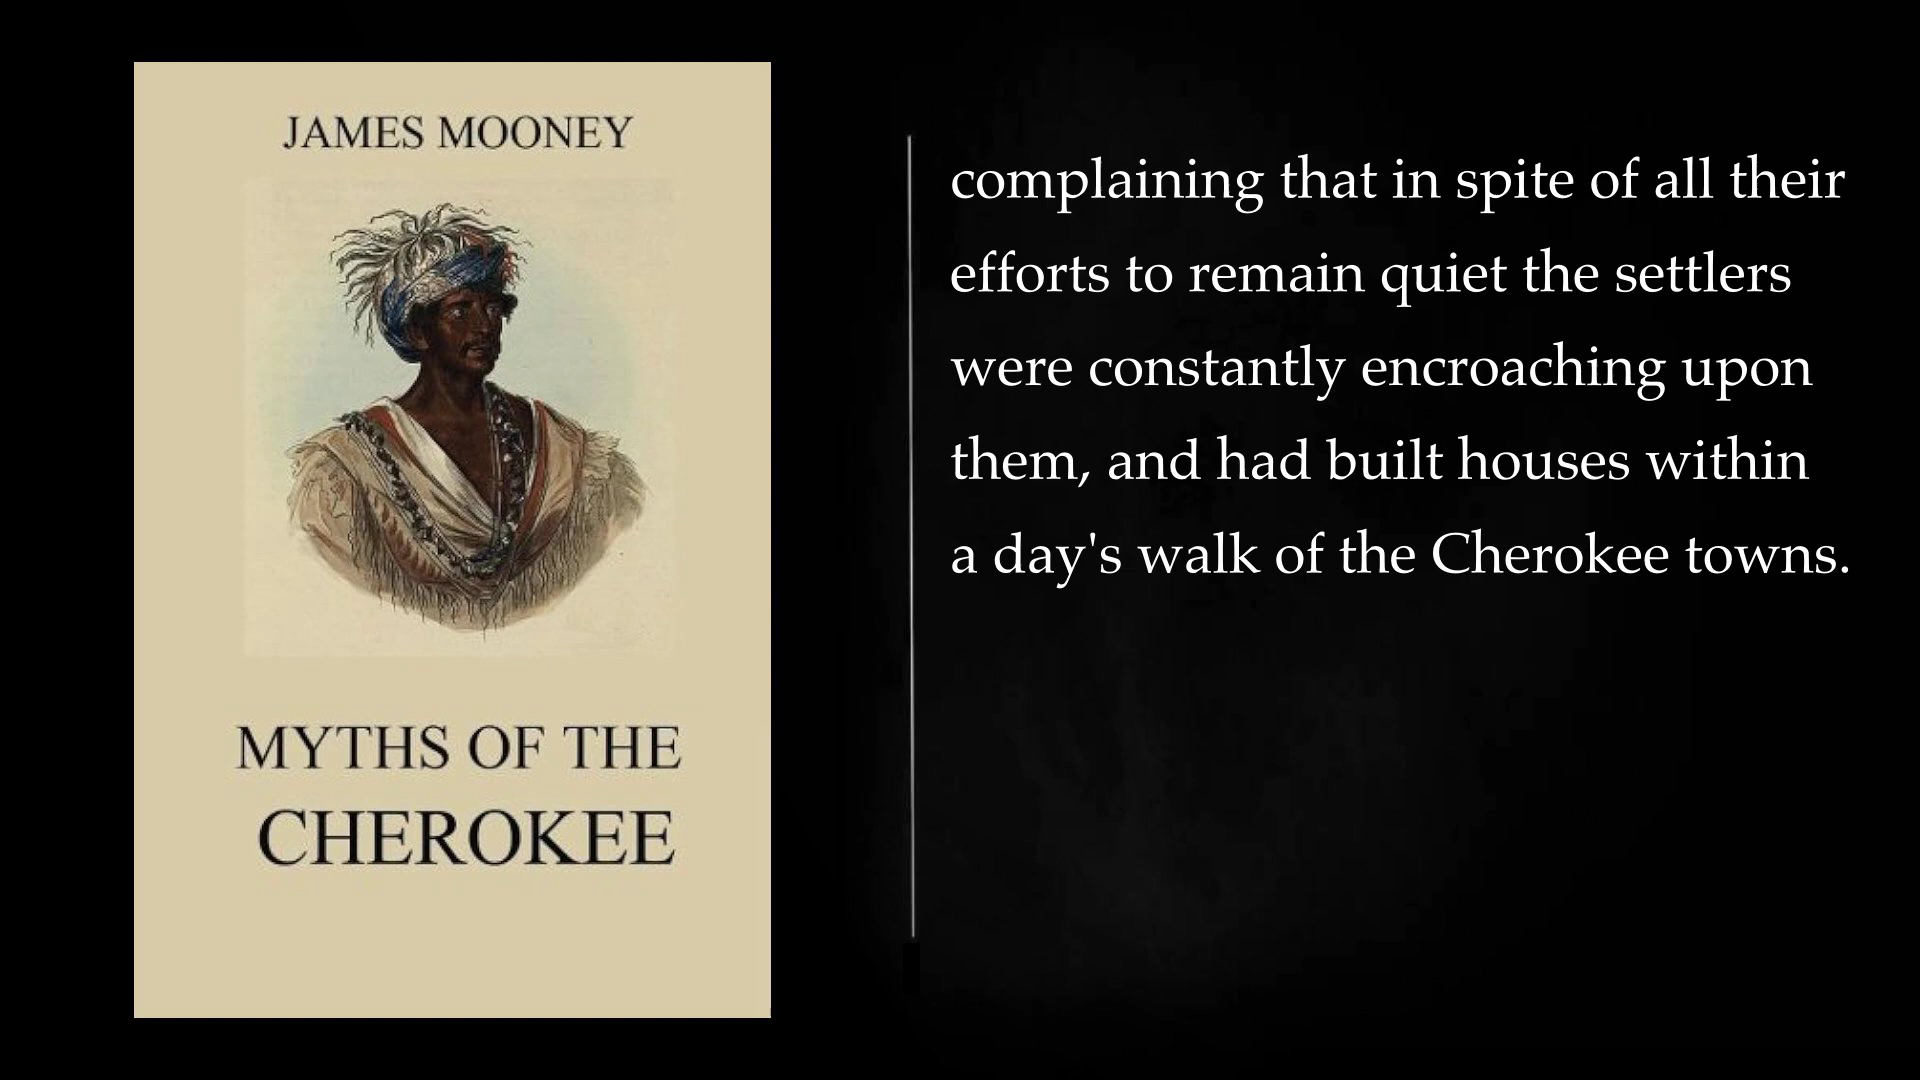 JAMES MOONEY
MYTHS OF THE
CHEROKEE
complaining that in spite of all their
efforts to remain quiet the settlers
were constantly encroaching upon
them, and had built houses within
a day's walk of the Cherokee towns.